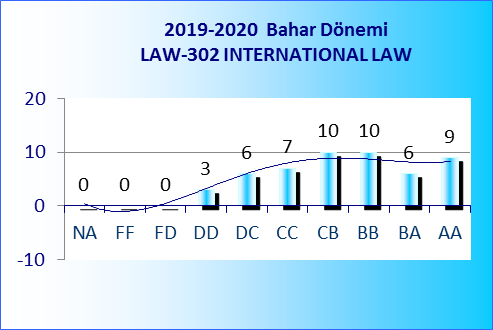 2019-2020 Bahar Dönemi
LAW-302 INTERNATIONAL LAW
20
10
0
-10
0 0 0 3 6 7 10 10 6 9
NA FF FD DD DC CC CB BB BA AA